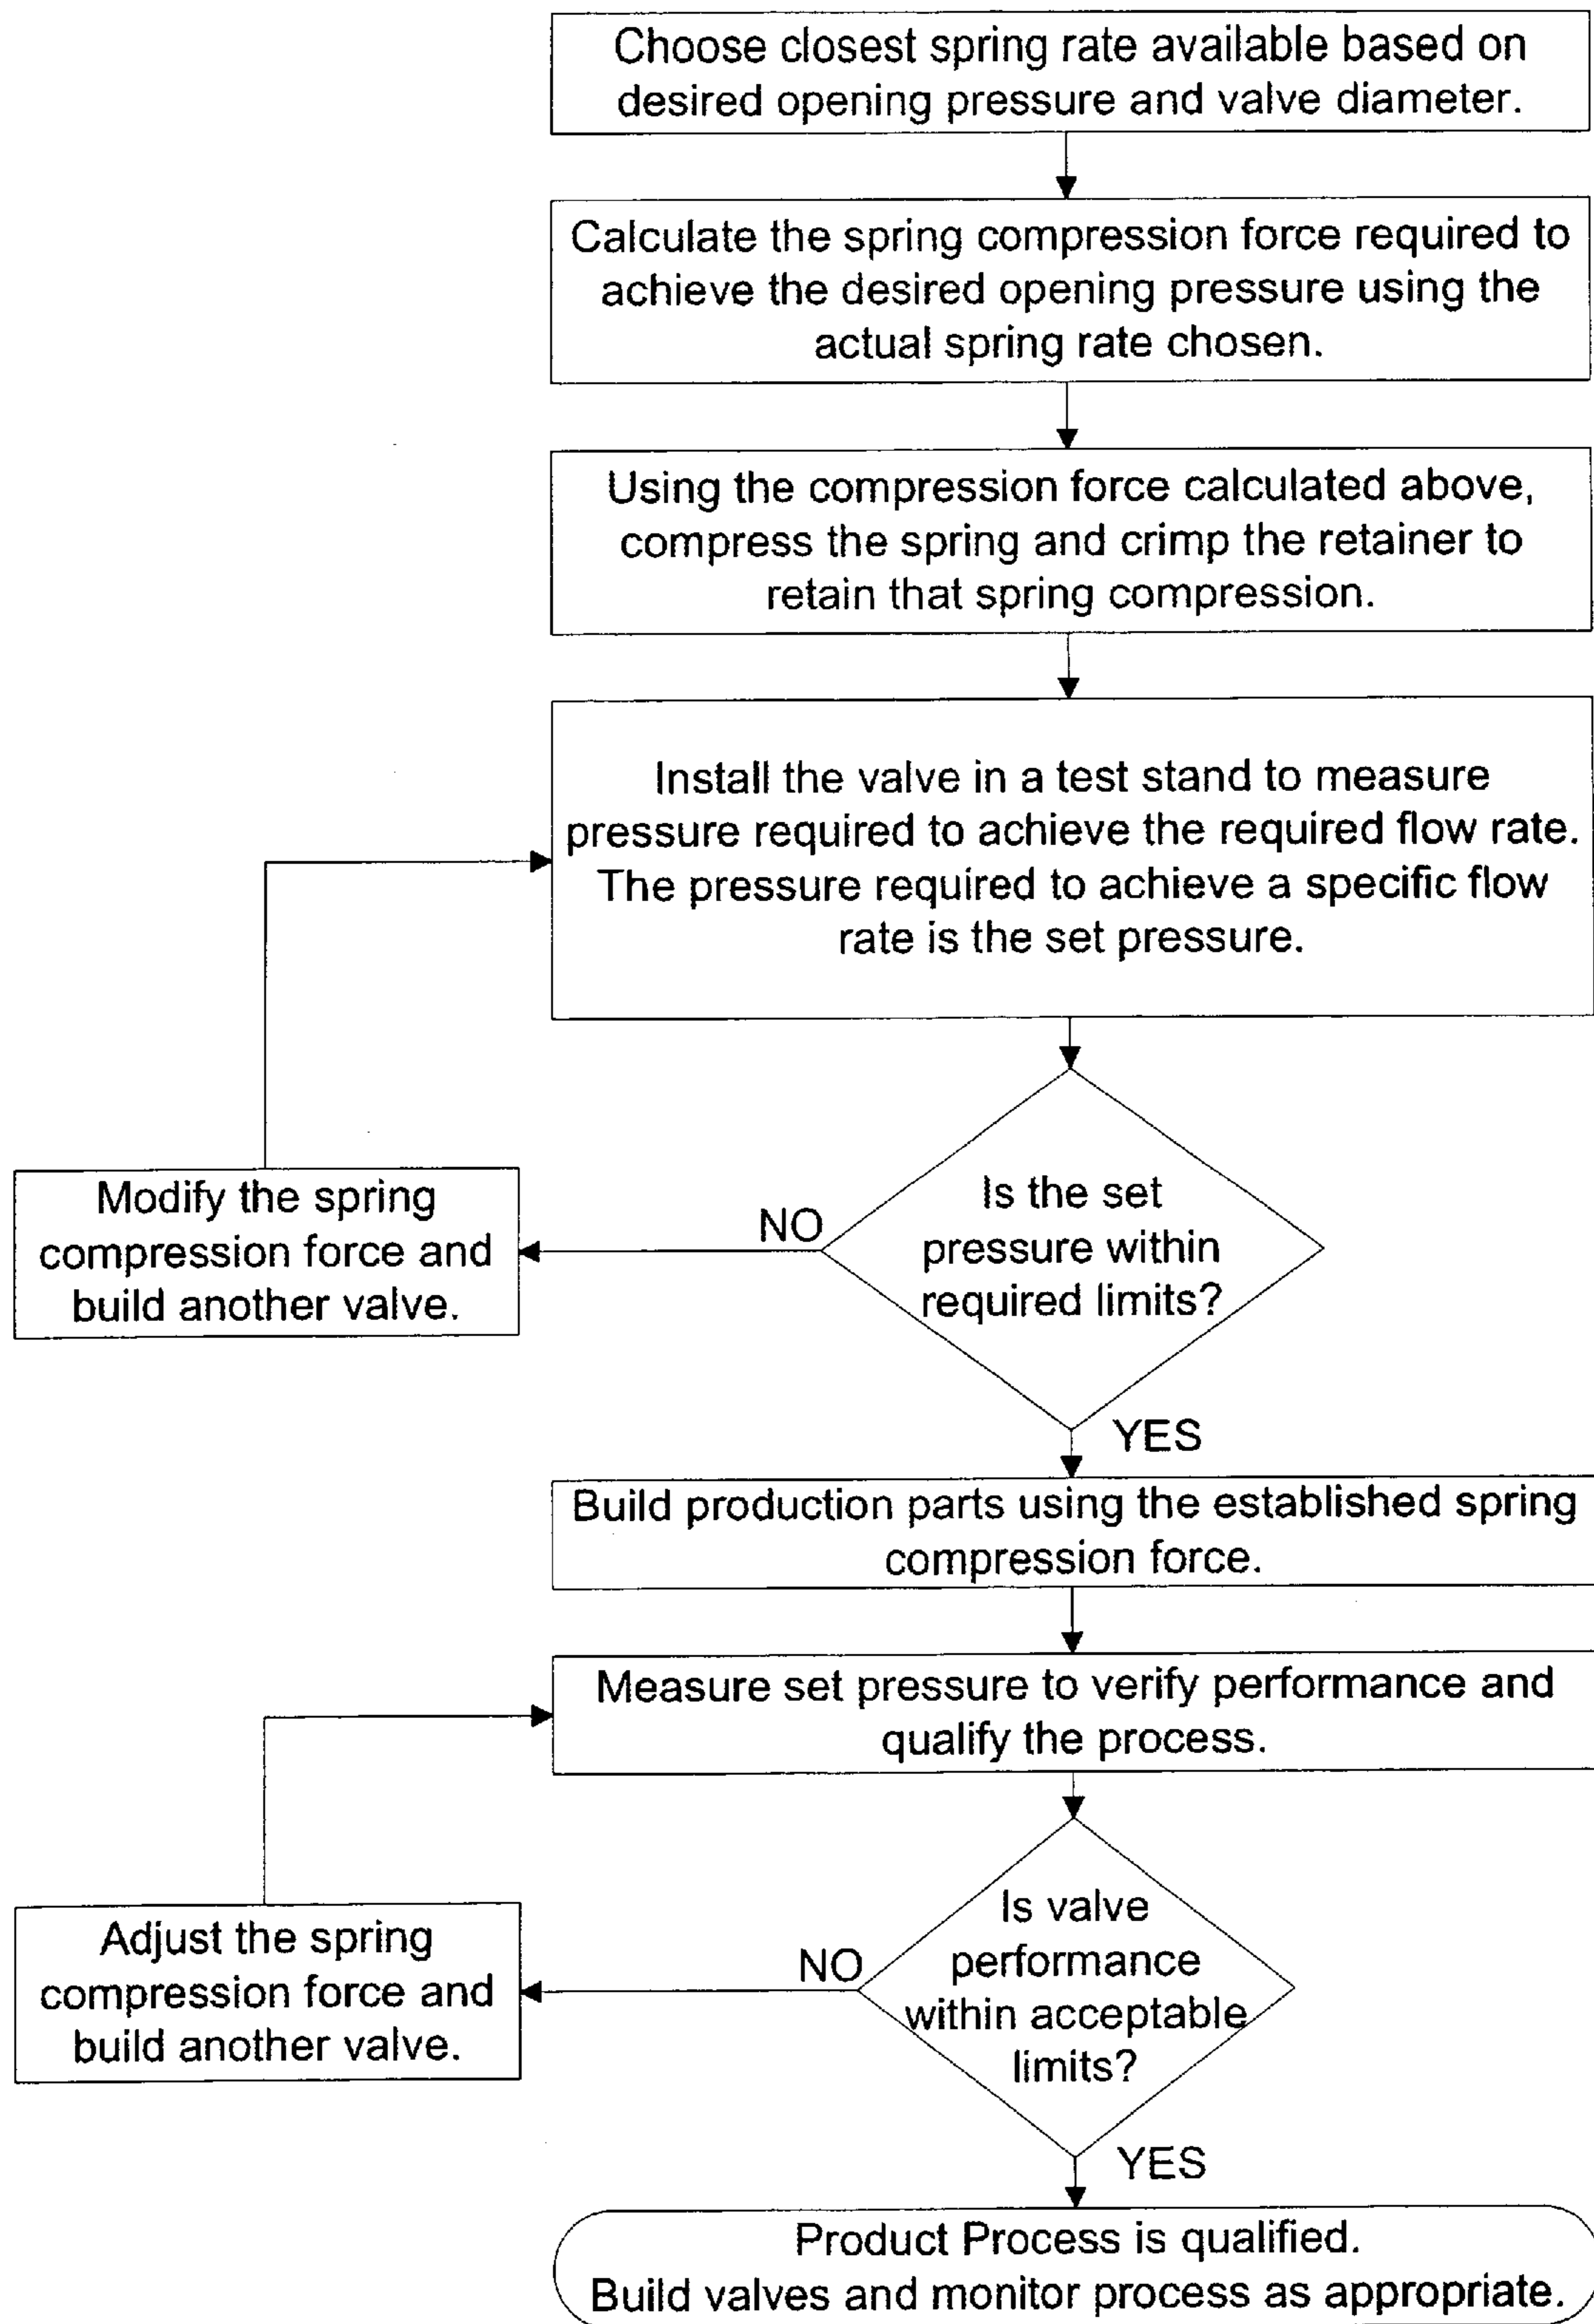 Choose closest spring rate available based on
desired opening pressure and valve diameter.
Calculate the spring compression force required to
achieve the desired opening pressure using the
actual spring rate chosen.
Using the compression force calculated above,
compress the spring and crimp the retainer to
retain that spring compression.
Install the valve in a test stand to measure
pressure required to achieve the required flow rate.
The pressure required to achieve a specific flow
rate is the set pressure.
Is the set
pressure within
required limits?
NO
Modify the spring
compression force and
build another valve.
YES
Build production parts using the established spring
compression force.
Measure set pressure to verify performance and
qualify the process.
Is valve
performance
within acceptable
limits?
NO
Adjust the spring
compression force and
build another valve.
YES
Product Process is qualified.
Build valves and monitor process as appropriate.